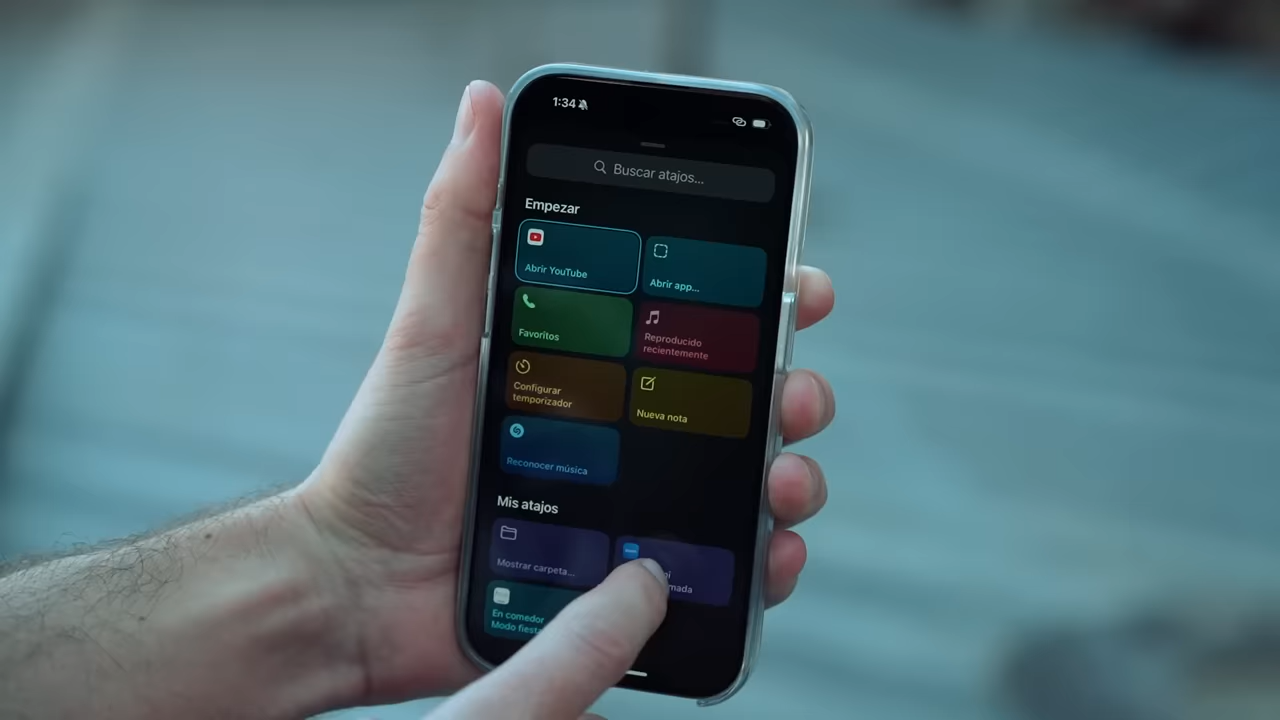 1:34
Buscar atajos...
Empezar
Abrir YouTube
Abrir app...
Favoritos
Reproducido
recientemente
Configurar
temporizador
Nueva nota
Reconocer música
Mis atajos
Mostrar carpeta...
En comedor
Modo fiesta